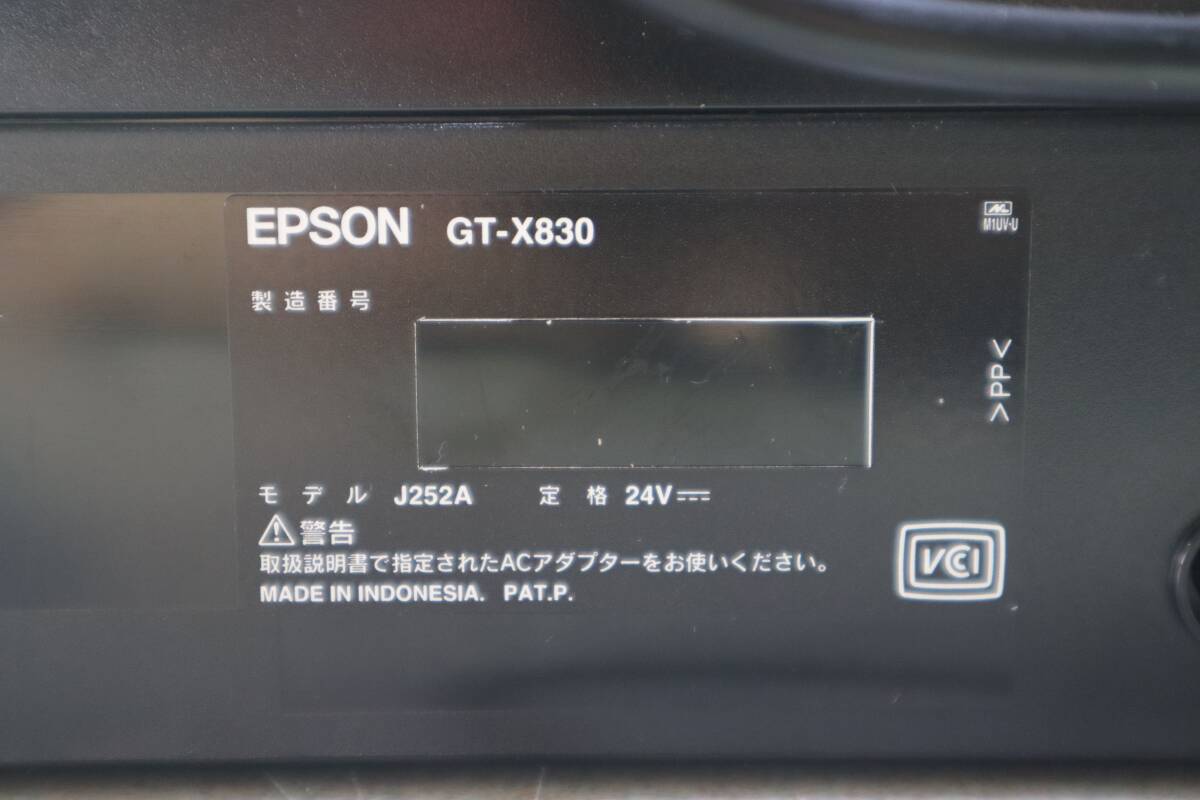 EPSON GT-X830
M1UV-U
製造番号
>PP<
モデル J252A 定格 24V
警告
取扱説明書で指定されたACアダプターをお使いください。
MADE IN INDONESIA. PAT.P.
VCCI